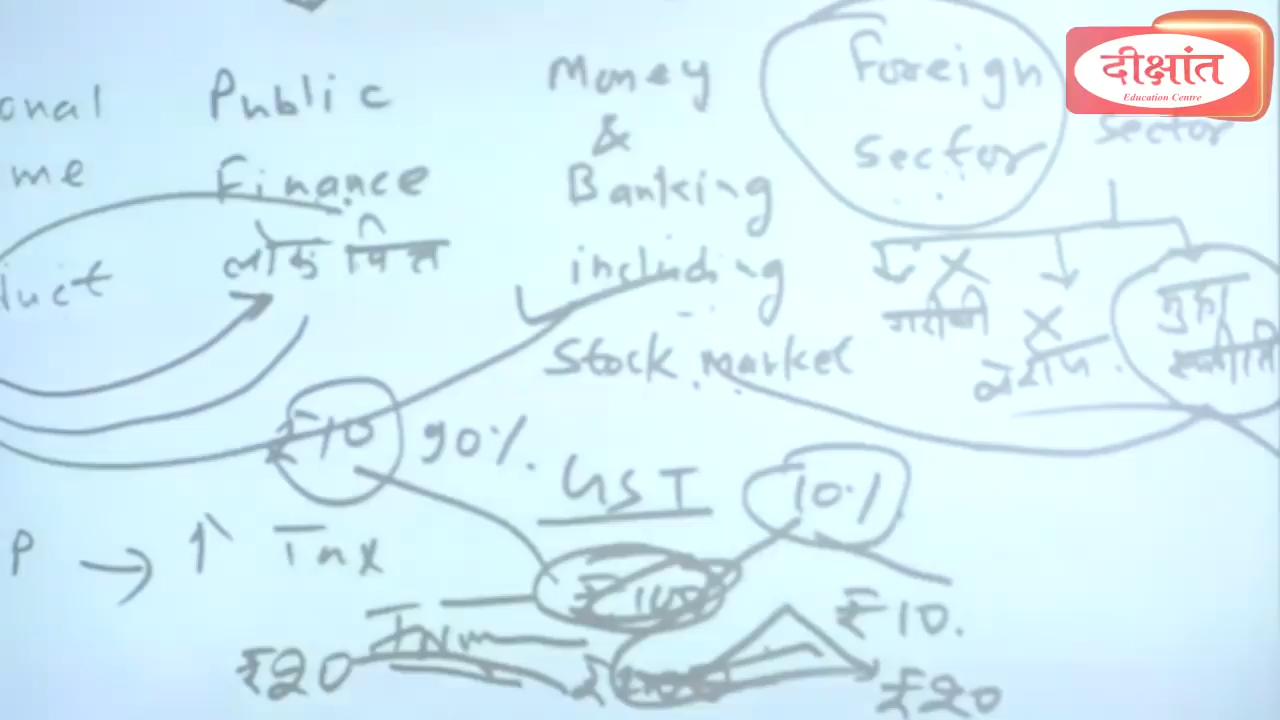 onal Public Money Foreign
दीक्षांत
Education Centre
me Finance & Sector sector
लोक वित्त Banking
duct including गरीबी मुद्रा
Stock market स्फीति
₹10 90%.
GST 10%
P → ↑ Tax
₹10.
₹20 ₹20